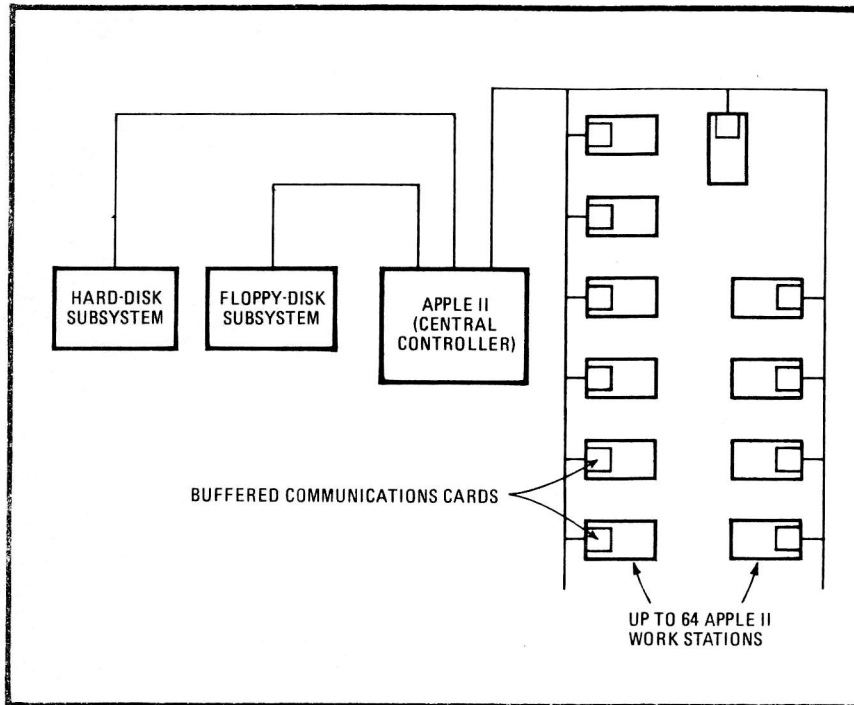 HARD-DISK
SUBSYSTEM
FLOPPY-DISK
SUBSYSTEM
APPLE II
(CENTRAL
CONTROLLER)
BUFFERED COMMUNICATIONS CARDS
UP TO 64 APPLE II
WORK STATIONS